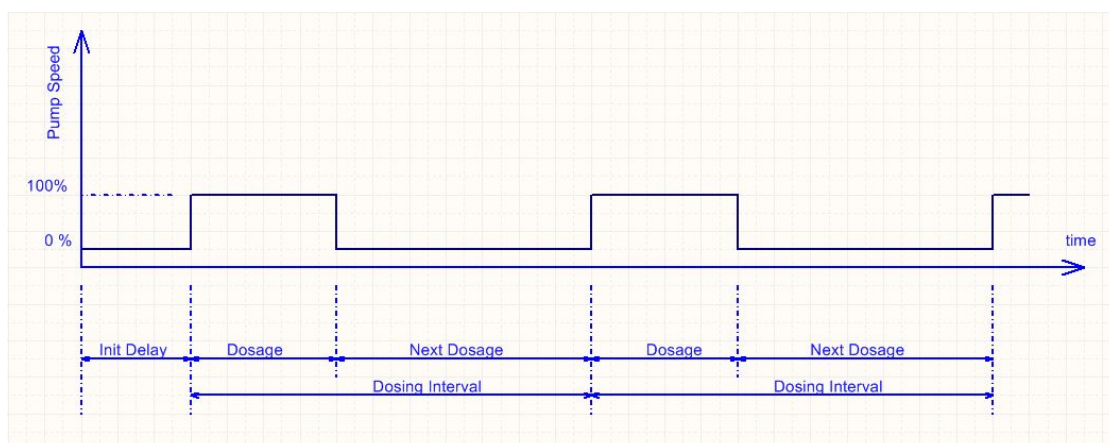 Pump Speed
100%
0 %
time
Init Delay
Dosage
Next Dosage
Dosage
Next Dosage
Dosing Interval
Dosing Interval